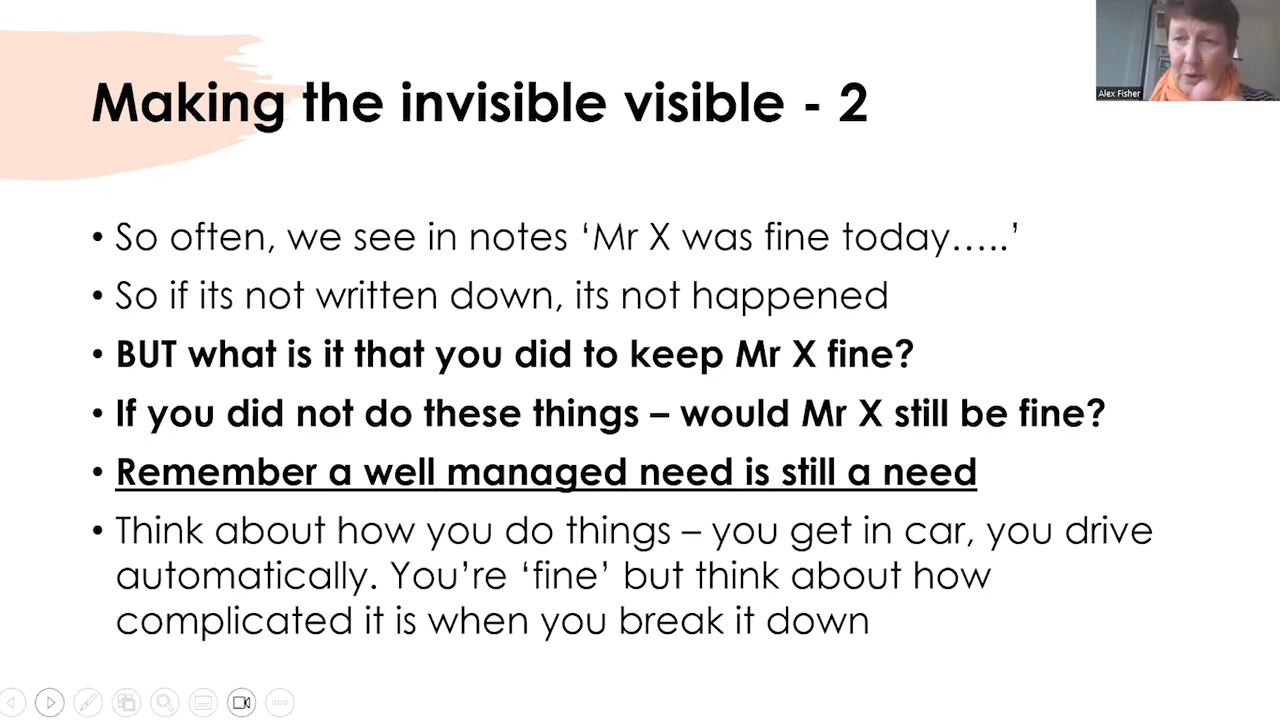 Alex Fisher
Making the invisible visible - 2
• So often, we see in notes ‘Mr X was fine today…..’
• So if its not written down, its not happened
• BUT what is it that you did to keep Mr X fine?
• If you did not do these things – would Mr X still be fine?
• Remember a well managed need is still a need
• Think about how you do things – you get in car, you drive
automatically. You’re ‘fine’ but think about how
complicated it is when you break it down